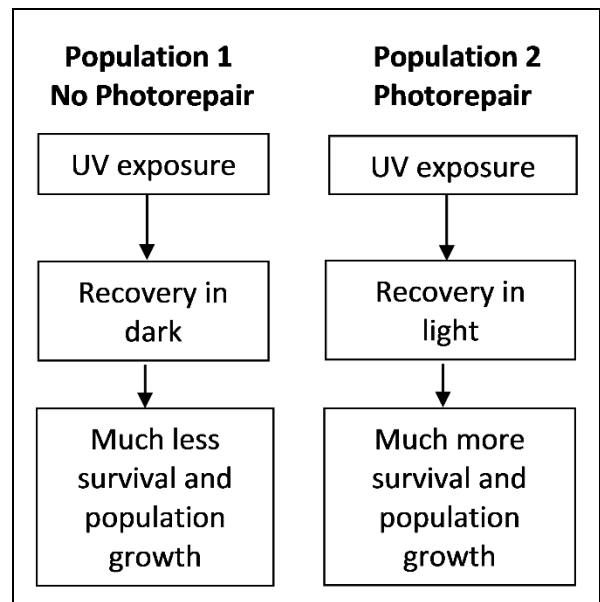 Population 1
No Photorepair
UV exposure
Recovery in
dark
Much less
survival and
population
growth
Population 2
Photorepair
UV exposure
Recovery in
light
Much more
survival and
population
growth